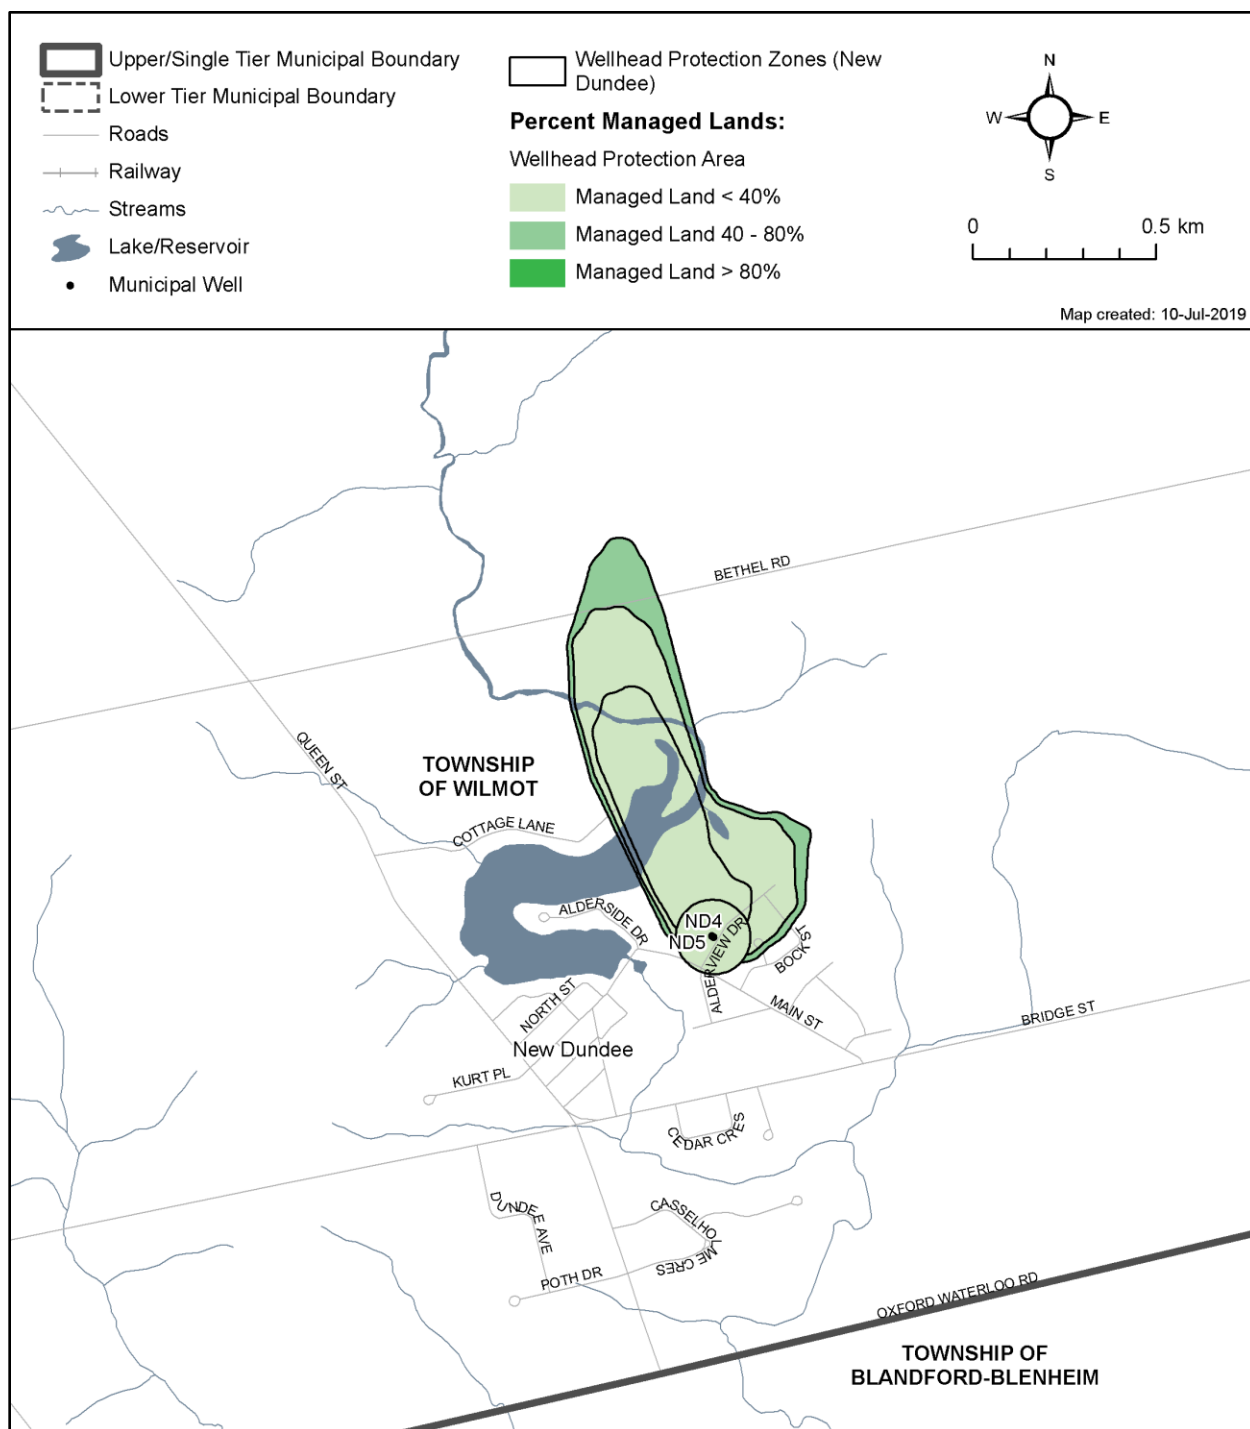 Upper/Single Tier Municipal Boundary
Lower Tier Municipal Boundary
Roads
Railway
Streams
Lake/Reservoir
Municipal Well
Wellhead Protection Zones (New
Dundee)
Percent Managed Lands:
Wellhead Protection Area
Managed Land < 40%
Managed Land 40 - 80%
Managed Land > 80%
N
W
E
S
0
0.5 km
Map created: 10-Jul-2019
BETHEL RD
QUEEN ST
TOWNSHIP
OF WILMOT
COTTAGE LANE
ALDERSIDE DR
ND4
ND5
ALDERVIEW DR
BOCK ST
MAIN ST
NORTH ST
BRIDGE ST
New Dundee
KURT PL
CEDAR CRES
DUNDEE AVE
CASSELHOLME CRES
POTH DR
OXFORD WATERLOO RD
TOWNSHIP OF
BLANDFORD-BLENHEIM